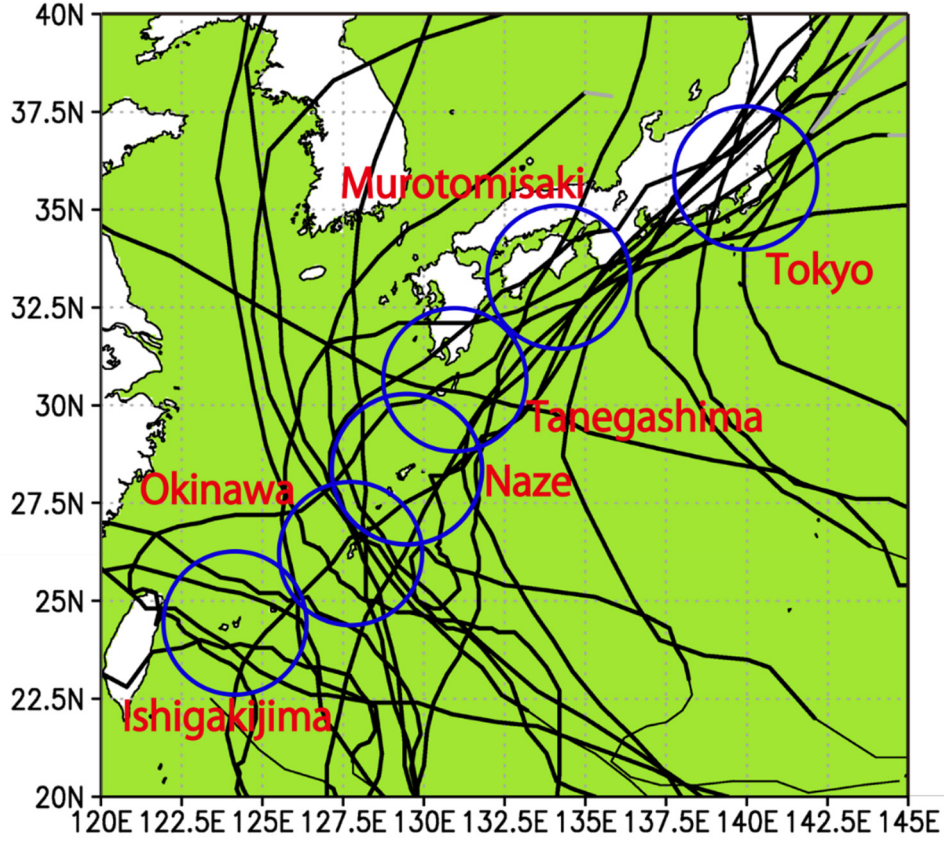 40N
37.5N
Murotomisaki
35N
Tokyo
32.5N
30N
Tanegashima
Okinawa
Naze
27.5N
25N
22.5N
Ishigakijima
20N
120E 122.5E 125E 127.5E 130E 132.5E 135E 137.5E 140E 142.5E 145E